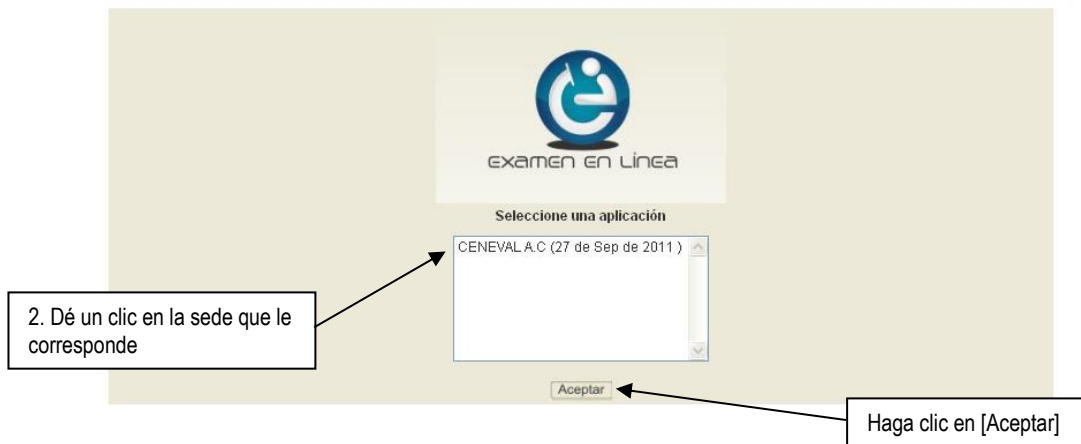 examen en Línea
Seleccione una aplicación
CENEVAL A.C (27 de Sep de 2011 )
2. Dé un clic en la sede que le
corresponde
Aceptar
Haga clic en [Aceptar]